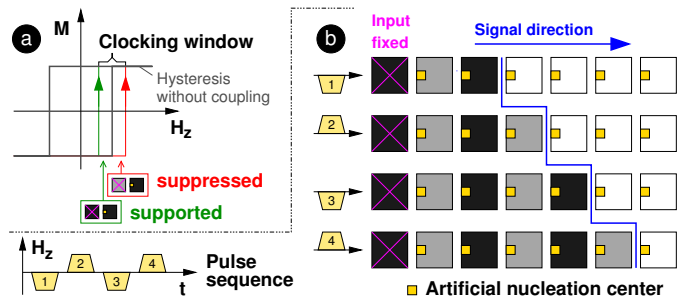 a
M
Clocking window
Hysteresis
without coupling
Hz
suppressed
supported
Hz
1
2
3
4
t
Pulse
sequence
b
Input
fixed
Signal direction
1
2
3
4
Artificial nucleation center